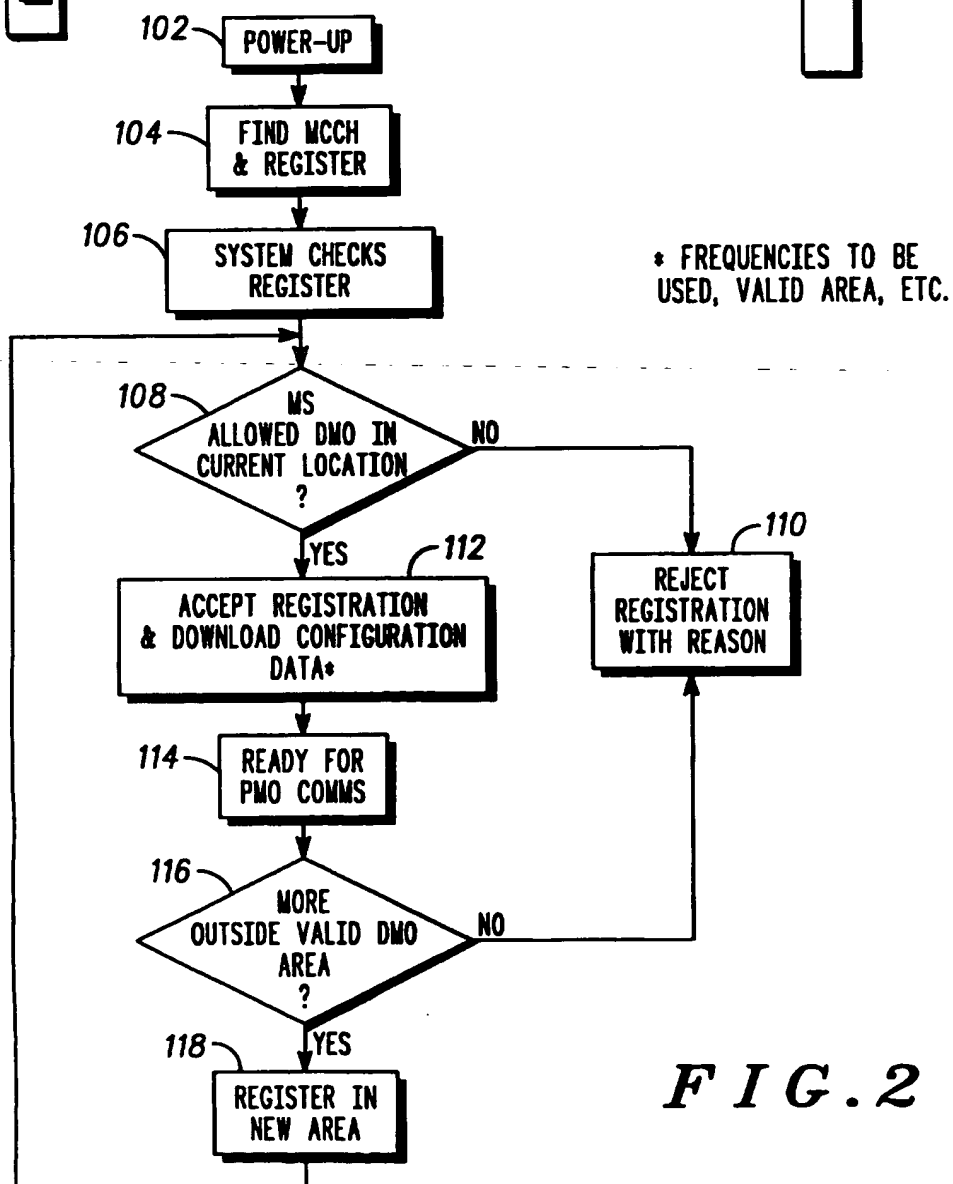 102
POWER-UP
104
FIND MCCH
& REGISTER
106
SYSTEM CHECKS
REGISTER
* FREQUENCIES TO BE
USED, VALID AREA, ETC.
108
MS
ALLOWED DMO IN
CURRENT LOCATION
?
NO
YES
110
REJECT
REGISTRATION
WITH REASON
112
ACCEPT REGISTRATION
& DOWNLOAD CONFIGURATION
DATA*
114
READY FOR
PMO COMMS
116
MORE
OUTSIDE VALID DMO
AREA
?
NO
YES
118
REGISTER IN
NEW AREA
FIG.2